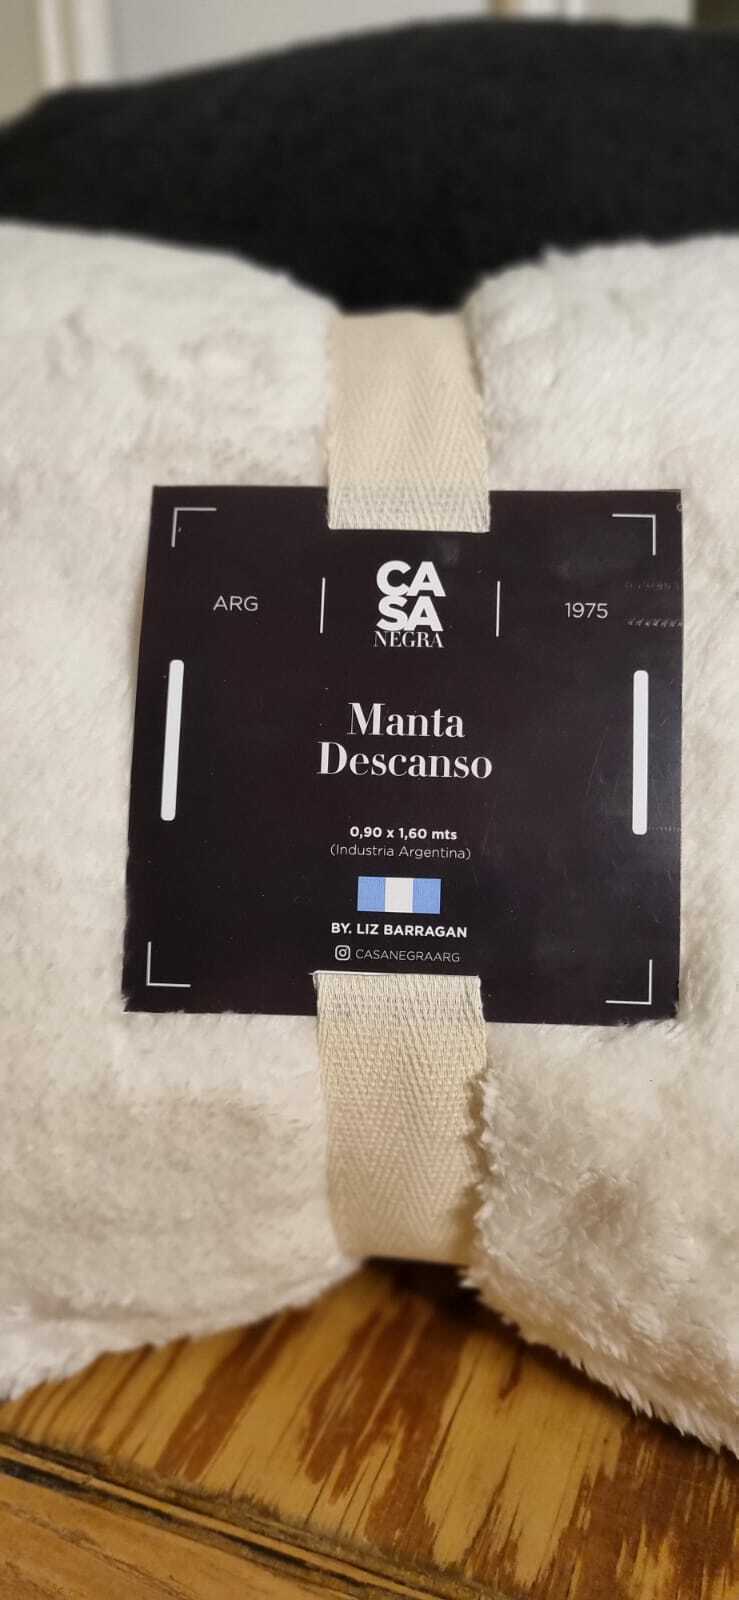 ARG
CA
SA
NEGRA
1975
Manta
Descanso
0,90 x 1,60 mts
(Industria Argentina)
BY. LIZ BARRAGAN
CASANEGRAARG